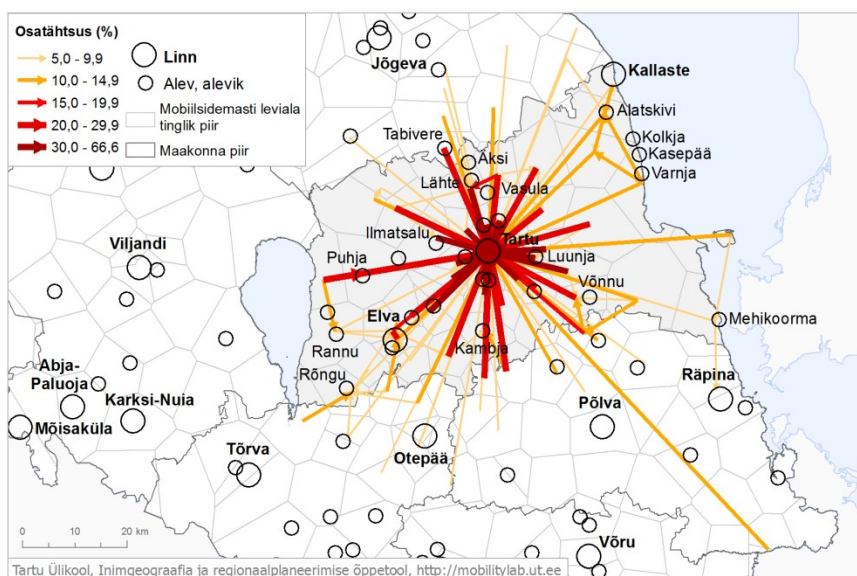 Osatähtsus (%)
5,0 - 9,9
10,0 - 14,9
15,0 - 19,9
20,0 - 29,9
30,0 - 66,6
Linn
Alev, alevik
Mobiilsidemasti leviala
tinglik piir
Maakonna piir
Jõgeva
Kallaste
Alatskivi
Kolkja
Kasepää
Varnja
Tabivere
Äksi
Lähte
Vasula
Ilmatsalu
Tartu
Viljandi
Puhja
Luunja
Võnnu
Elva
Mehikoorma
Rannu
Kambja
Abja-
Paluoja
Rõngu
Räpina
Karksi-Nuia
Mõisaküla
Põlva
Otepää
Tõrva
Võru
0 10 20 km
Tartu Ülikool, Inimgeograafia ja regionaalplaneerimise õppetool, http://mobilitylab.ut.ee